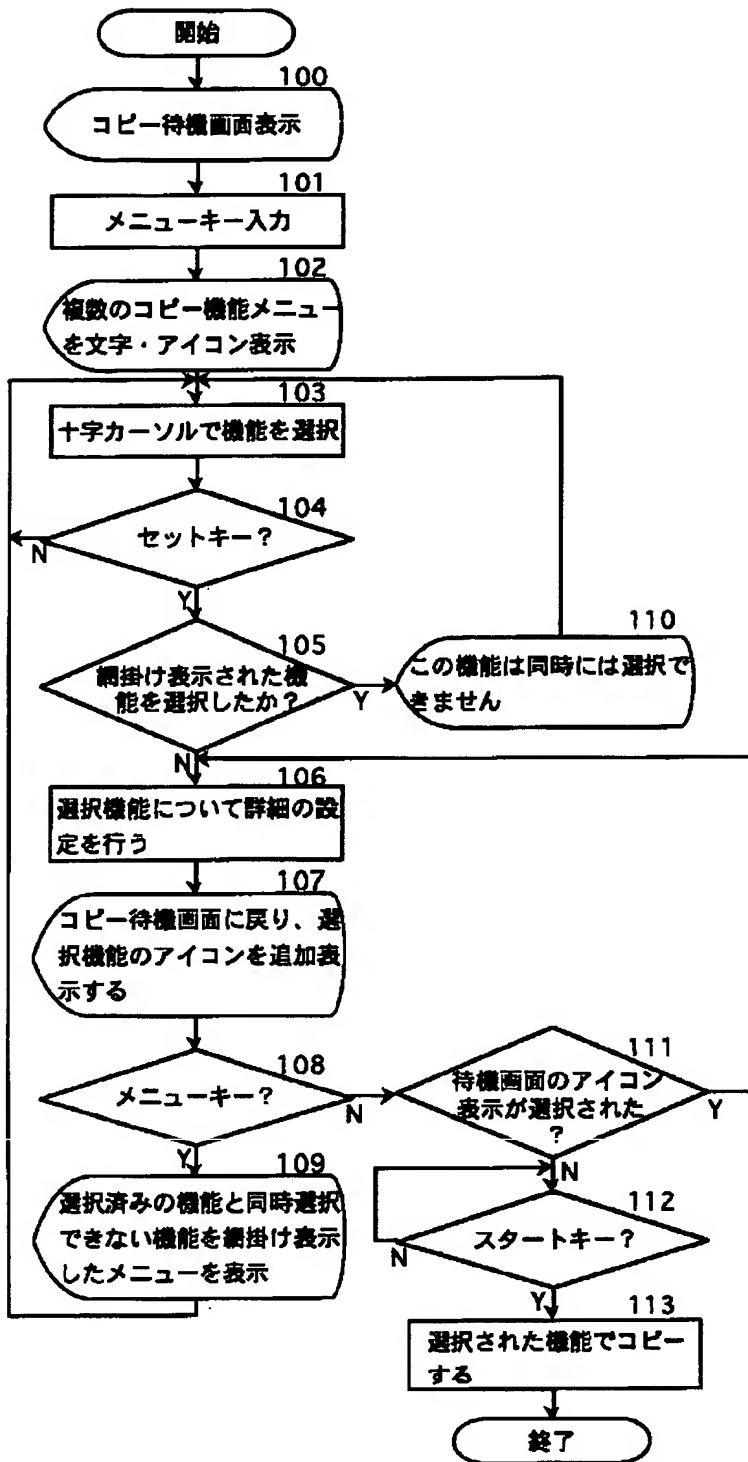 開始
100
コピー待機画面表示
101
メニューキー入力
102
複数のコピー機能メニュー
を文字・アイコン表示
103
十字カーソルで機能を選択
104
セットキー？
N
Y
105
網掛け表示された機
能を選択したか？
Y
N
110
この機能は同時には選択で
きません
106
選択機能について詳細の設
定を行う
107
コピー待機画面に戻り、選
択機能のアイコンを追加表
示する
108
メニューキー？
N
Y
109
選択済みの機能と同時選択
できない機能を網掛け表示
したメニューを表示
111
待機画面のアイコン
表示が選択された
？
Y
N
112
スタートキー？
N
Y
113
選択された機能でコピー
する
終了